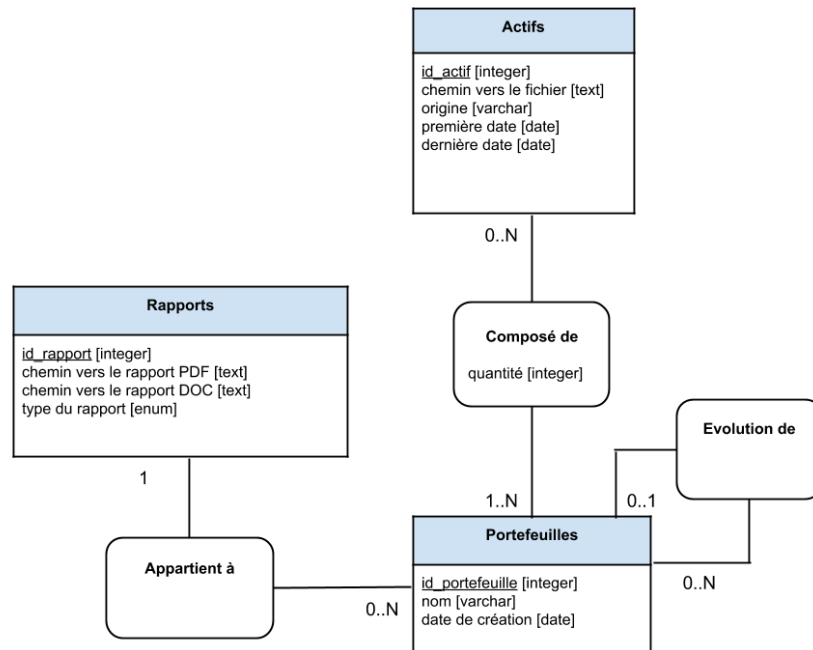 Actifs
id_actif [integer]
chemin vers le fichier [text]
origine [varchar]
première date [date]
dernière date [date]
0..N
Rapports
id_rapport [integer]
chemin vers le rapport PDF [text]
chemin vers le rapport DOC [text]
type du rapport [enum]
Composé de
quantité [integer]
Evolution de
1
1..N
0..1
Appartient à
0..N
Portefeuilles
id_portefeuille [integer]
nom [varchar]
date de création [date]
0..N